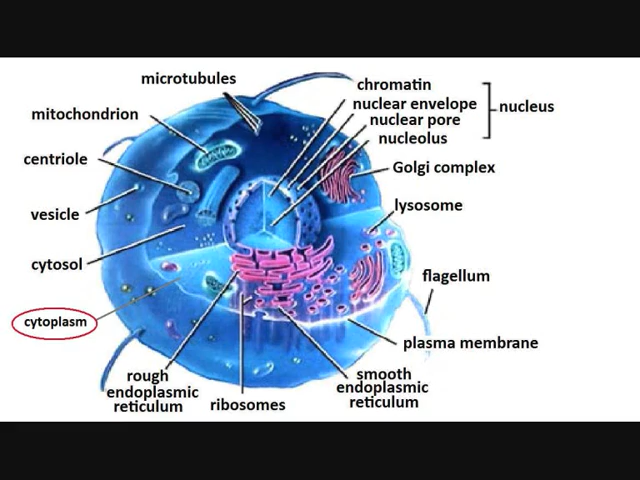 microtubules
chromatin
nuclear envelope
nucleus
mitochondrion
nuclear pore
nucleolus
centriole
Golgi complex
vesicle
lysosome
cytosol
flagellum
cytoplasm
plasma membrane
rough
endoplasmic
reticulum
ribosomes
smooth
endoplasmic
reticulum